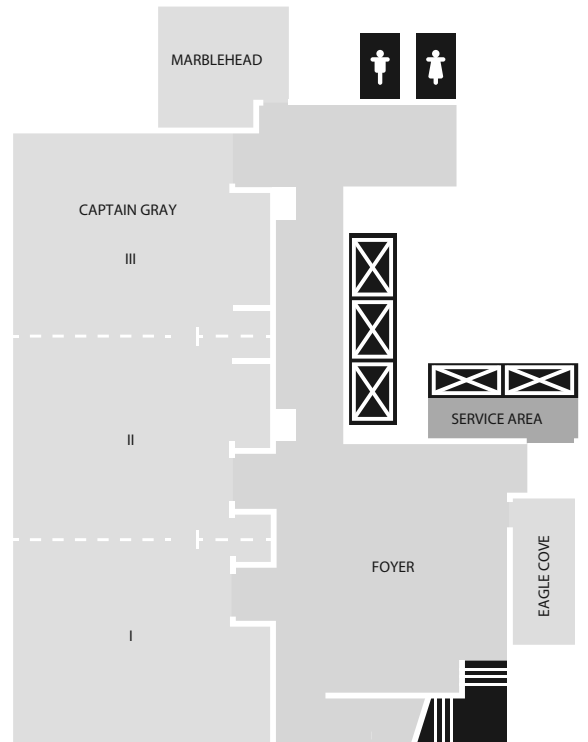 MARBLEHEAD
CAPTAIN GRAY
III
II
SERVICE AREA
EAGLE COVE
FOYER
I